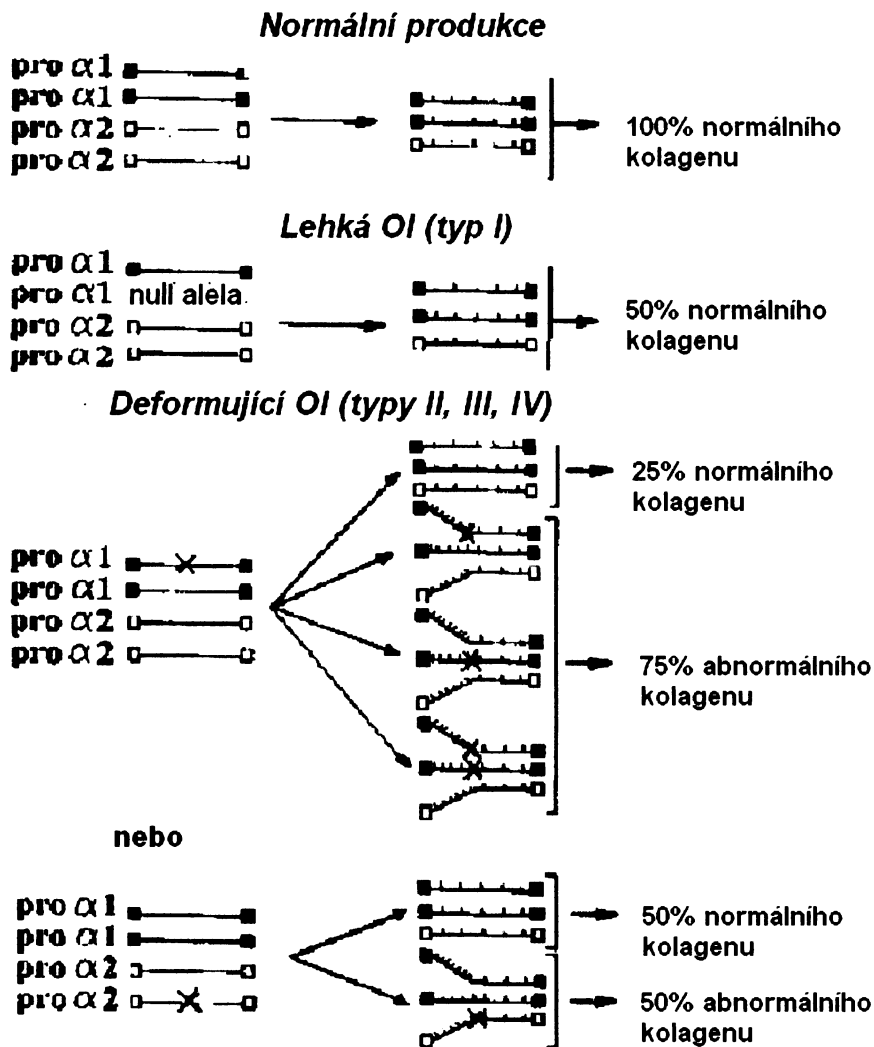 Normální produkce
pro α1
pro α1
pro α2
pro α2
100% normálního
kolagenu
Lehká OI (typ I)
pro α1
pro α1 null alela
pro α2
pro α2
50% normálního
kolagenu
Deformující OI (typy II, III, IV)
25% normálního
kolagenu
pro α1
pro α1
pro α2
pro α2
75% abnormálního
kolagenu
nebo
pro α1
pro α1
pro α2
pro α2
50% normálního
kolagenu
50% abnormálního
kolagenu